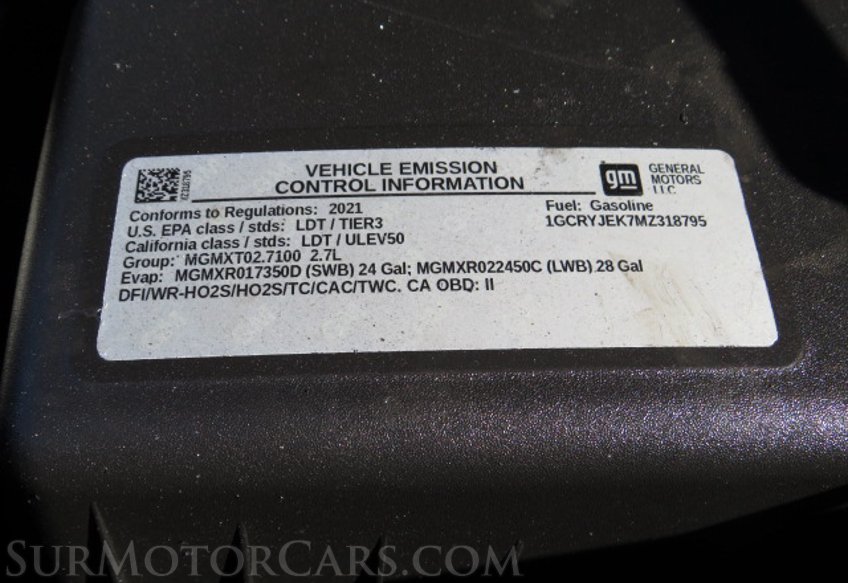 VEHICLE EMISSION
CONTROL INFORMATION
gm
GENERAL
MOTORS
LLC
XZ318795
Conforms to Regulations: 2021
Fuel: Gasoline
U.S. EPA class / stds: LDT / TIER3
1GCRYJEK7MZ318795
California class / stds: LDT / ULEV50
Group: MGMXT02.7100 2.7L
Evap: MGMXR017350D (SWB) 24 Gal; MGMXR022450C (LWB) 28 Gal
DFI/WR-HO2S/HO2S/TC/CAC/TWC. CA OBD: II
SURMOTORCARS.COM